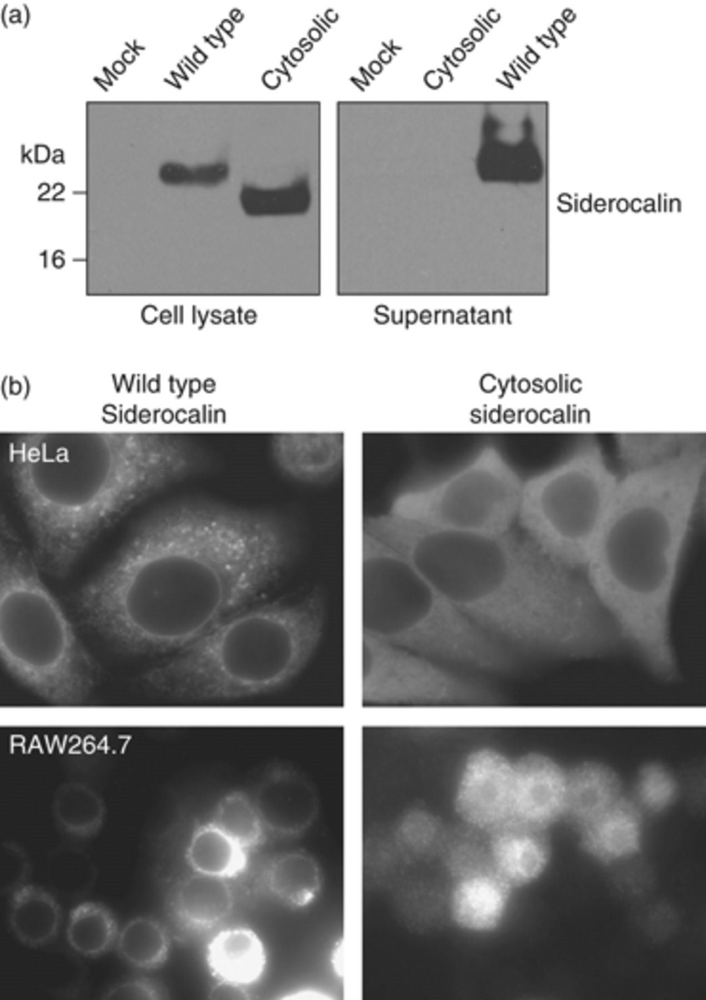 (a)
Mock
Wild type
Cytosolic
Mock
Cytosolic
Wild type
kDa
22
16
Siderocalin
Cell lysate
Supernatant
(b)
Wild type
Siderocalin
Cytosolic
siderocalin
HeLa
RAW264.7